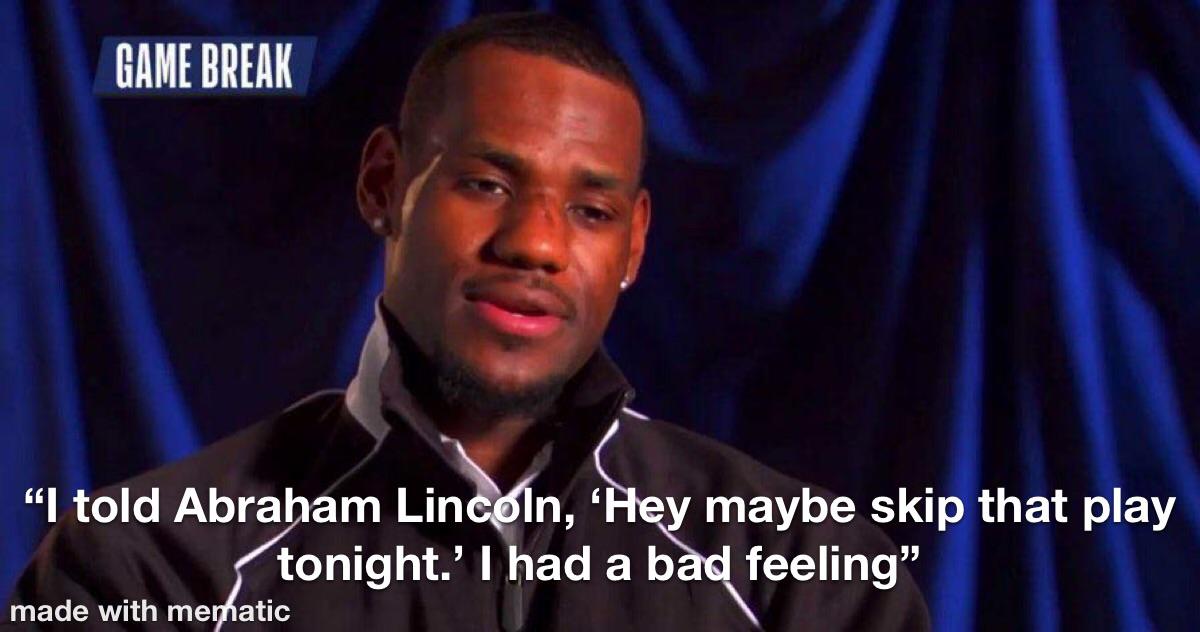 GAME BREAK
“I told Abraham Lincoln, ‘Hey maybe skip that play
tonight.’ I had a bad feeling”
made with mematic